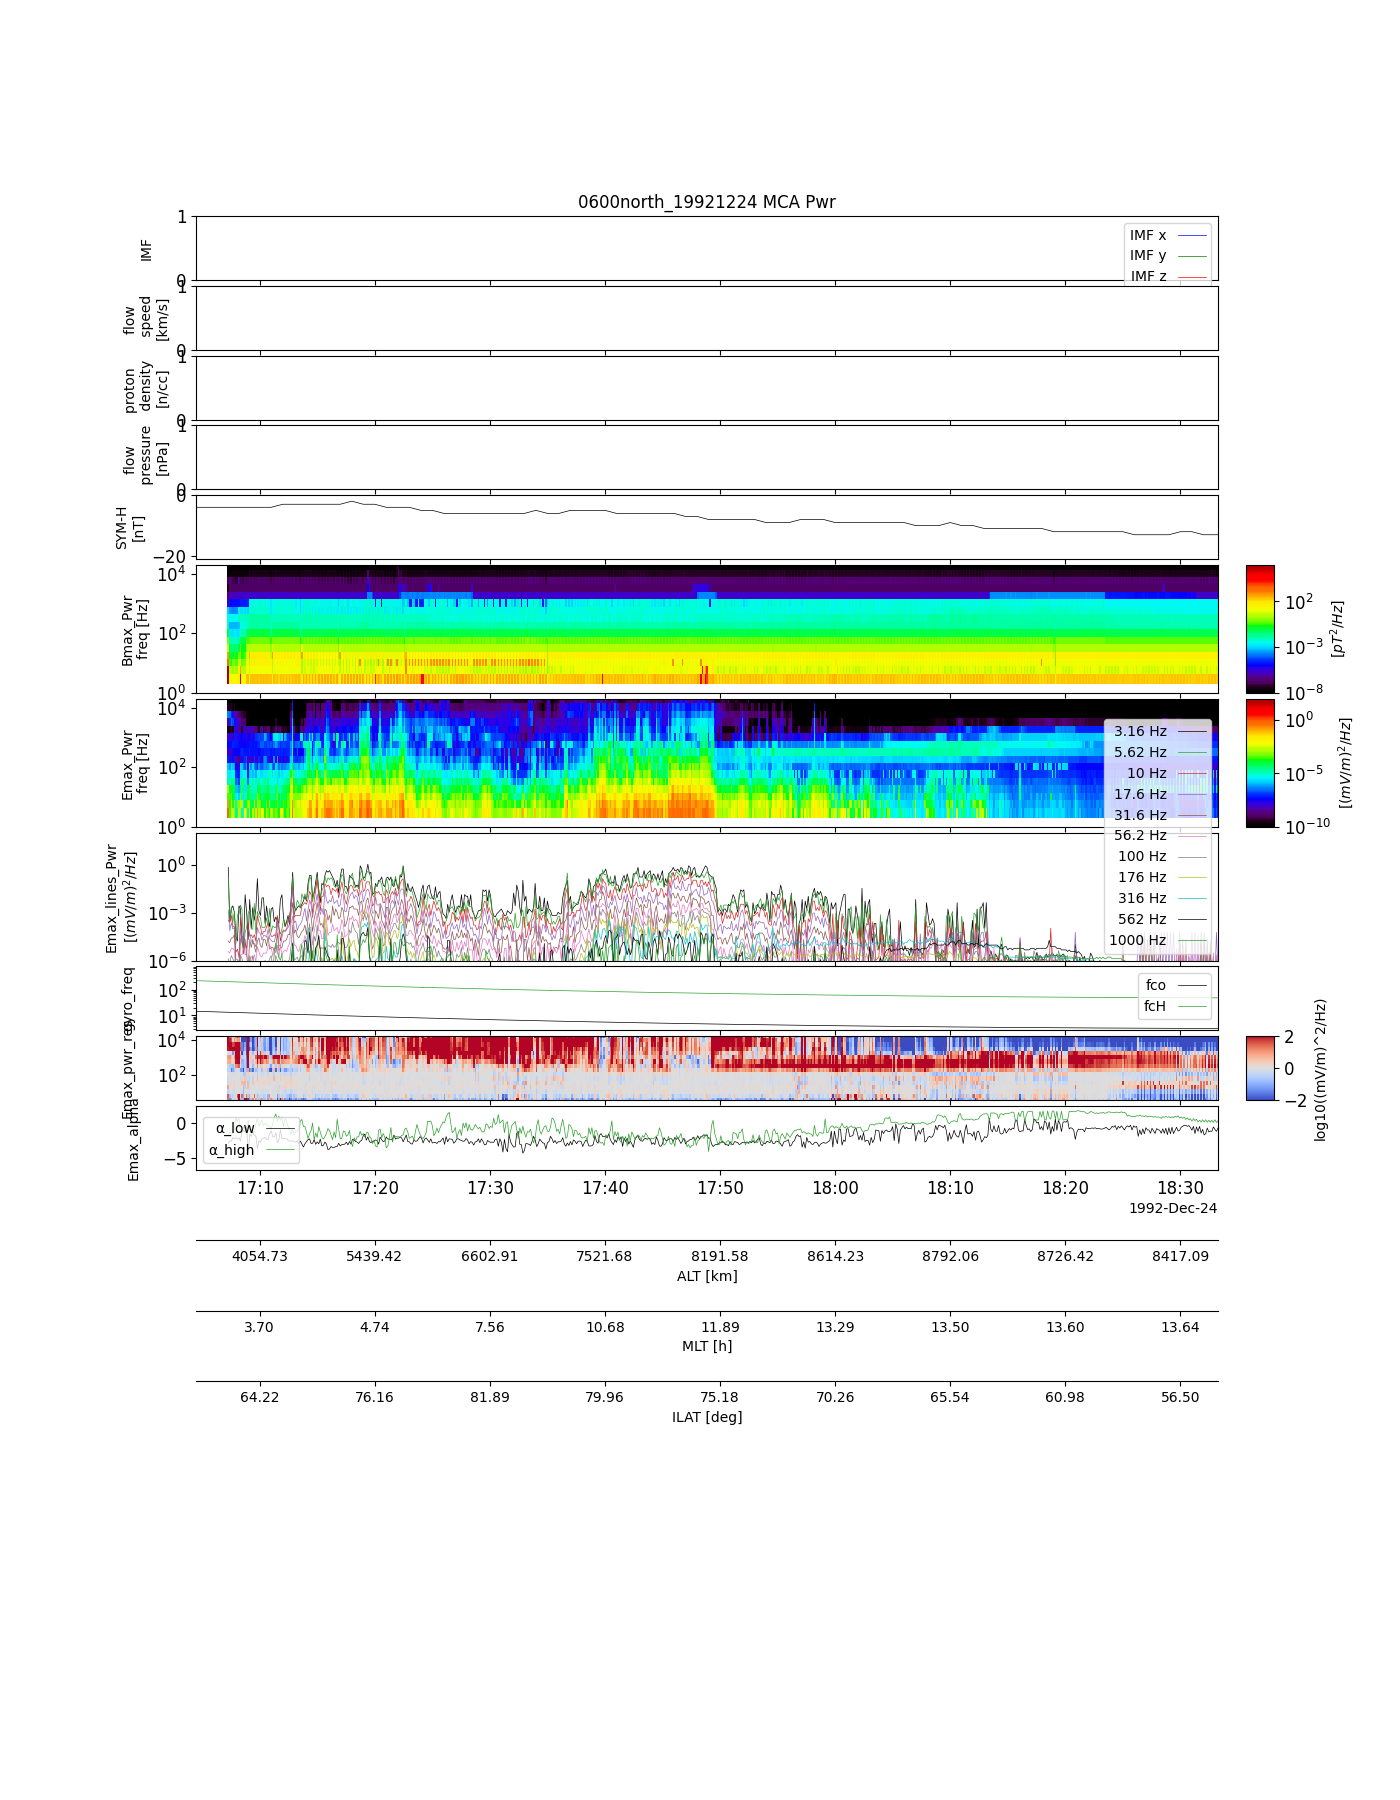 0600north_19921224 MCA Pwr
1
IMF
0
IMF x
IMF y
IMF z
1
flow
speed
[km/s]
0
1
proton
density
[n/cc]
0
1
flow
pressure
[nPa]
0
0
SYM-H
[nT]
−20
10^4
10^2
10^0
Bmax_Pwr
freq [Hz]
10^2
10^−3
10^−8
[pT^2/Hz]
10^4
10^2
10^0
Emax_Pwr
freq [Hz]
10^0
10^−5
10^−10
[(mV/m)^2/Hz]
3.16 Hz
5.62 Hz
10 Hz
17.6 Hz
31.6 Hz
56.2 Hz
100 Hz
176 Hz
316 Hz
562 Hz
1000 Hz
10^0
10^−3
10^−6
Emax_lines_Pwr
[(mV/m)^2/Hz]
10^2
10^1
gyro_freq
fco
fcH
10^4
10^2
Emax_pwr_res
2
0
−2
log10((mV/m)^2/Hz)
0
−5
Emax_alpha
α_low
α_high
17:10 17:20 17:30 17:40 17:50 18:00 18:10 18:20 18:30
1992-Dec-24
4054.73 5439.42 6602.91 7521.68 8191.58 8614.23 8792.06 8726.42 8417.09
ALT [km]
3.70 4.74 7.56 10.68 11.89 13.29 13.50 13.60 13.64
MLT [h]
64.22 76.16 81.89 79.96 75.18 70.26 65.54 60.98 56.50
ILAT [deg]